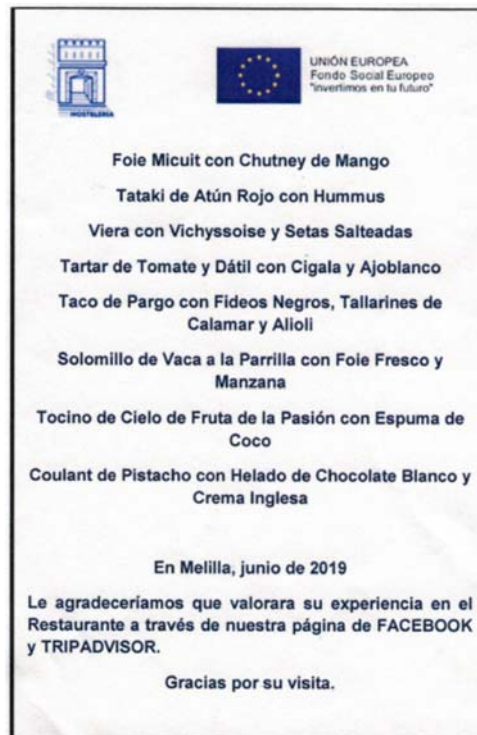 HOSTELERÍA
UNIÓN EUROPEA
Fondo Social Europeo
"invertimos en tu futuro"
Foie Micuit con Chutney de Mango
Tataki de Atún Rojo con Hummus
Viera con Vichyssoise y Setas Salteadas
Tartar de Tomate y Dátil con Cigala y Ajoblanco
Taco de Pargo con Fideos Negros, Tallarines de
Calamar y Alioli
Solomillo de Vaca a la Parrilla con Foie Fresco y
Manzana
Tocino de Cielo de Fruta de la Pasión con Espuma de
Coco
Coulant de Pistacho con Helado de Chocolate Blanco y
Crema Inglesa
En Melilla, junio de 2019
Le agradeceríamos que valorara su experiencia en el
Restaurante a través de nuestra página de FACEBOOK
y TRIPADVISOR.
Gracias por su visita.